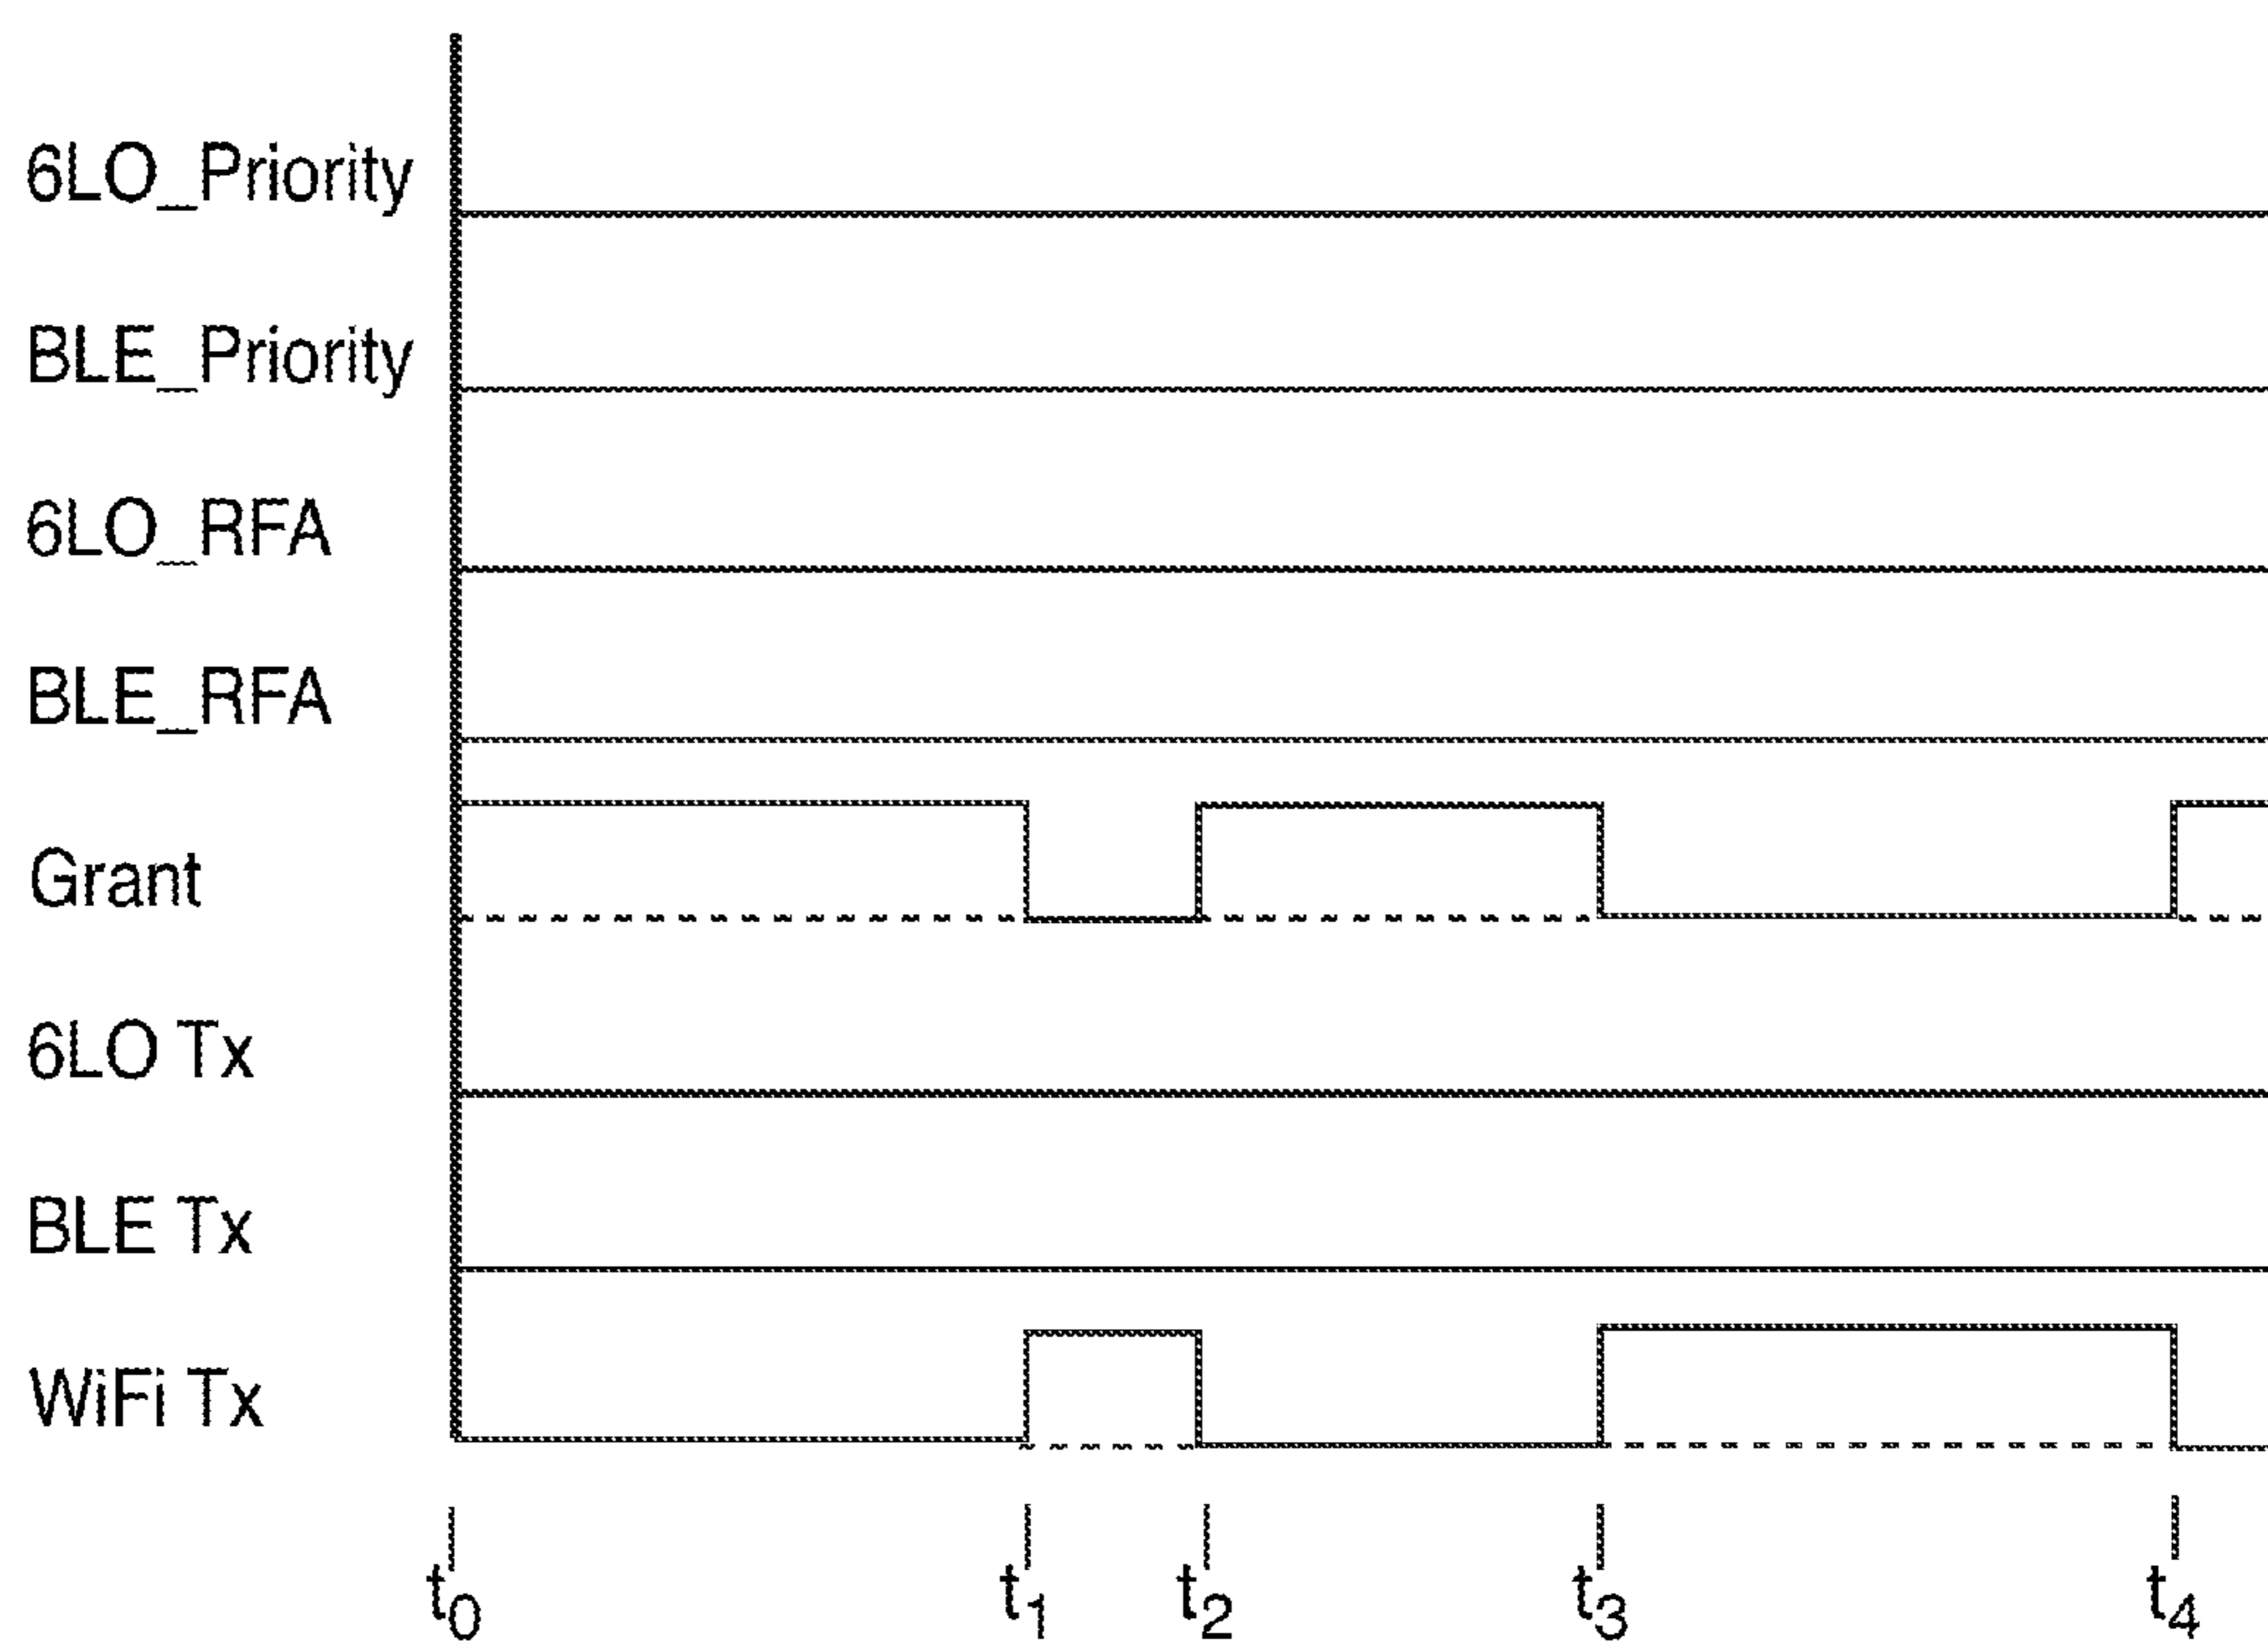 6LO_Priority
BLE_Priority
6LO_RFA
BLE_RFA
Grant
6LO Tx
BLE Tx
WiFi Tx
t0 t1 t2 t3 t4